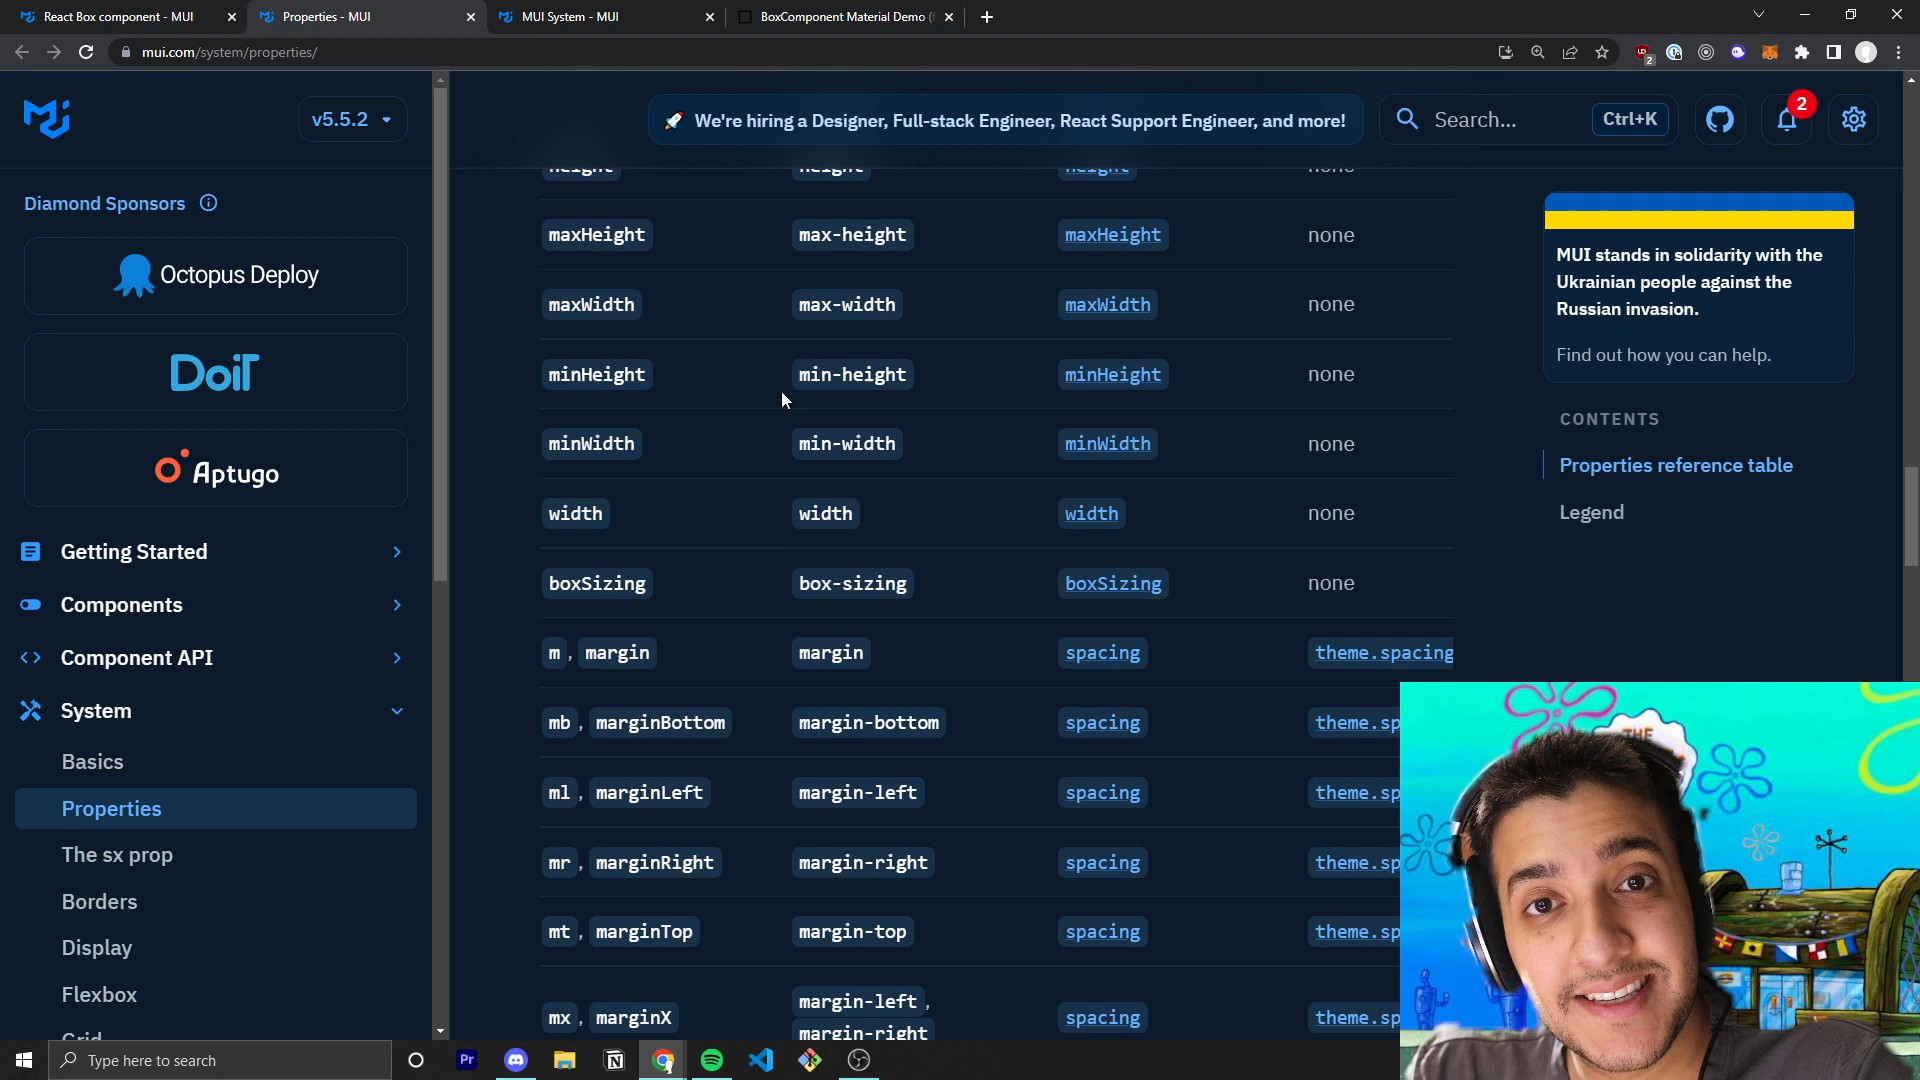 React Box component - MUI
Properties - MUI
MUI System - MUI
BoxComponent Material Demo (
mui.com/system/properties/
2
v5.5.2
🚀 We're hiring a Designer, Full-stack Engineer, React Support Engineer, and more!
Search...
Ctrl+K
2
Diamond Sponsors
Octopus Deploy
DoiT
Aptugo
Getting Started
Components
Component API
System
Basics
Properties
The sx prop
Borders
Display
Flexbox
Grid
height height height none
maxHeight max-height maxHeight none
maxWidth max-width maxWidth none
minHeight min-height minHeight none
minWidth min-width minWidth none
width width width none
boxSizing box-sizing boxSizing none
m , margin margin spacing theme.spacing
mb , marginBottom margin-bottom spacing theme.sp
ml , marginLeft margin-left spacing theme.sp
mr , marginRight margin-right spacing theme.sp
mt , marginTop margin-top spacing theme.sp
mx , marginX margin-left , margin-right spacing theme.sp
MUI stands in solidarity with the
Ukrainian people against the
Russian invasion.
Find out how you can help.
CONTENTS
Properties reference table
Legend
THE
Type here to search
Pr